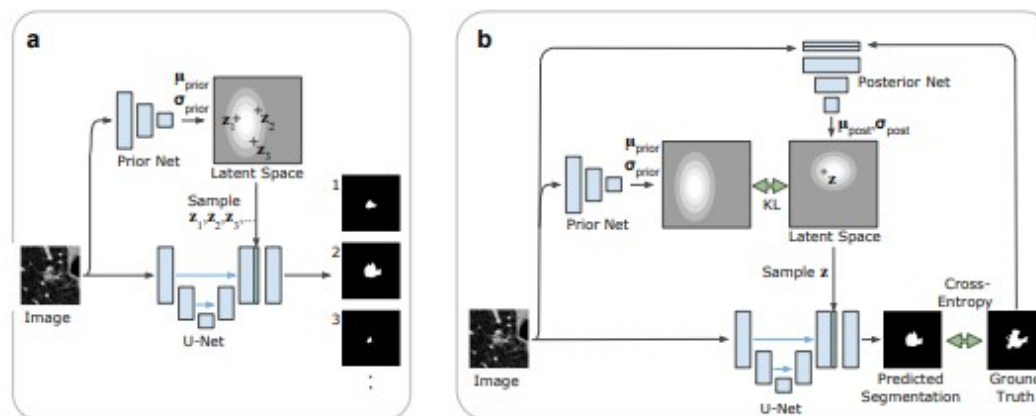 a
μprior
σprior
z1
z2
z3
Prior Net
Latent Space
Sample
z1,z2,z3,...
1
2
3
Image
U-Net
b
Posterior Net
μpost,σpost
μprior
σprior
z
Prior Net
KL
Latent Space
Sample z
Cross-
Entropy
Image
U-Net
Predicted
Segmentation
Ground
Truth